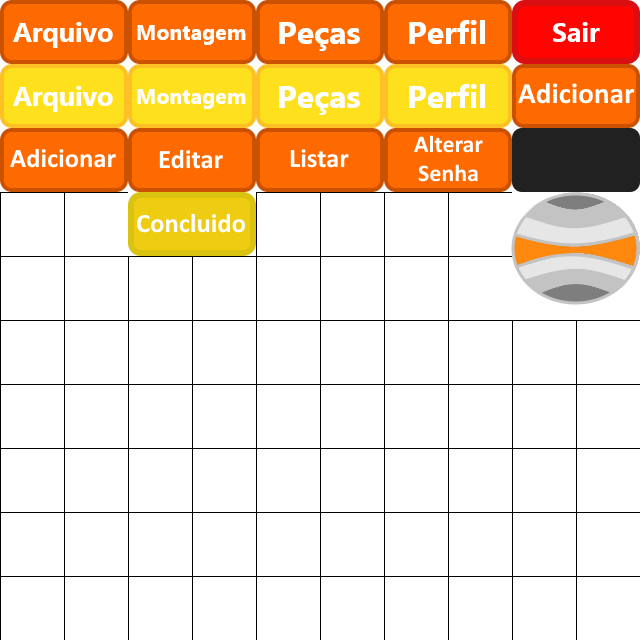 Arquivo Montagem Peças Perfil Sair
Arquivo Montagem Peças Perfil Adicionar
Adicionar Editar Listar Alterar
Senha
Concluido